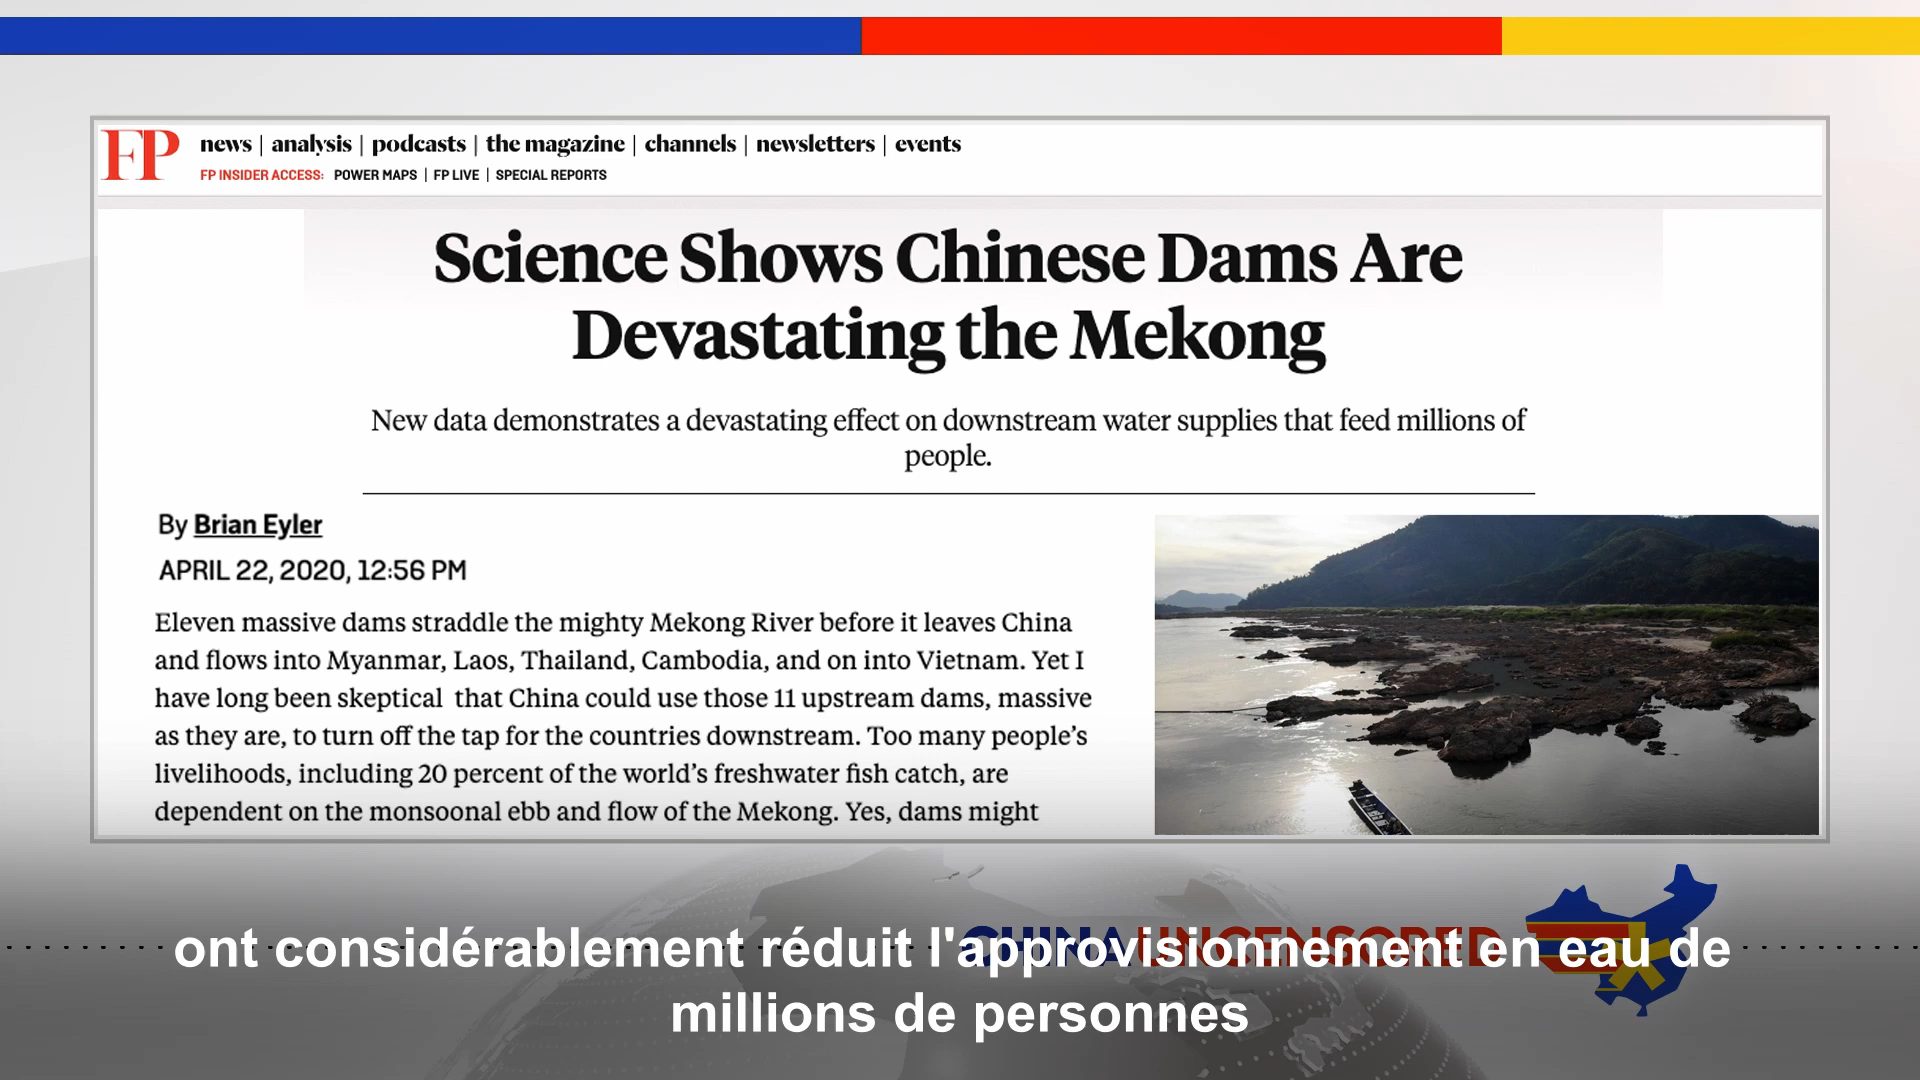 FP
news | analysis | podcasts | the magazine | channels | newsletters | events
FP INSIDER ACCESS: POWER MAPS | FP LIVE | SPECIAL REPORTS
Science Shows Chinese Dams Are
Devastating the Mekong
New data demonstrates a devastating effect on downstream water supplies that feed millions of
people.
By Brian Eyler
APRIL 22, 2020, 12:56 PM
Eleven massive dams straddle the mighty Mekong River before it leaves China
and flows into Myanmar, Laos, Thailand, Cambodia, and on into Vietnam. Yet I
have long been skeptical that China could use those 11 upstream dams, massive
as they are, to turn off the tap for the countries downstream. Too many people's
livelihoods, including 20 percent of the world's freshwater fish catch, are
dependent on the monsoonal ebb and flow of the Mekong. Yes, dams might
CHINA UNCENSORED
ont considérablement réduit l'approvisionnement en eau de
millions de personnes